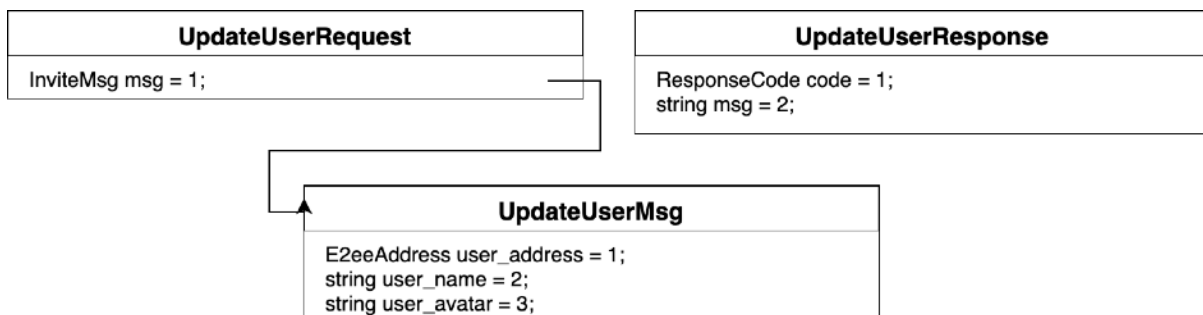 UpdateUserRequest
InviteMsg msg = 1;
UpdateUserResponse
ResponseCode code = 1;
string msg = 2;
UpdateUserMsg
E2eeAddress user_address = 1;
string user_name = 2;
string user_avatar = 3;